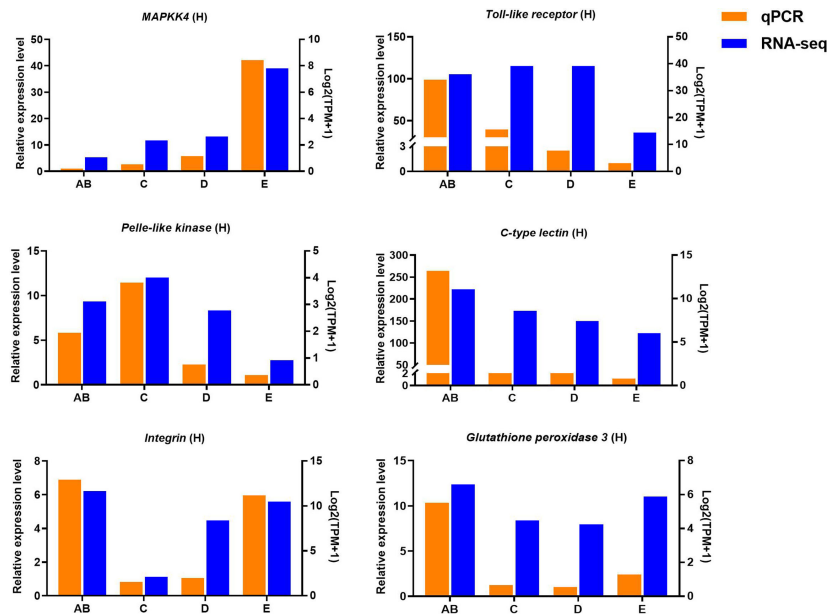 MAPKK4 (H)
Relative expression level
50
40
30
20
10
0
10
8
6
4
2
0
Log2(TPM+1)
AB C D E
Toll-like receptor (H)
Relative expression level
150
100
50
3
0
50
40
30
20
10
0
Log2(TPM+1)
AB C D E
qPCR
RNA-seq
Pelle-like kinase (H)
Relative expression level
15
10
5
0
5
4
3
2
1
0
Log2(TPM+1)
AB C D E
C-type lectin (H)
Relative expression level
300
250
200
150
100
50
2
0
15
10
5
0
Log2(TPM+1)
AB C D E
Integrin (H)
Relative expression level
8
6
4
2
0
15
10
5
0
Log2(TPM+1)
AB C D E
Glutathione peroxidase 3 (H)
Relative expression level
15
10
5
0
8
6
4
2
0
Log2(TPM+1)
AB C D E